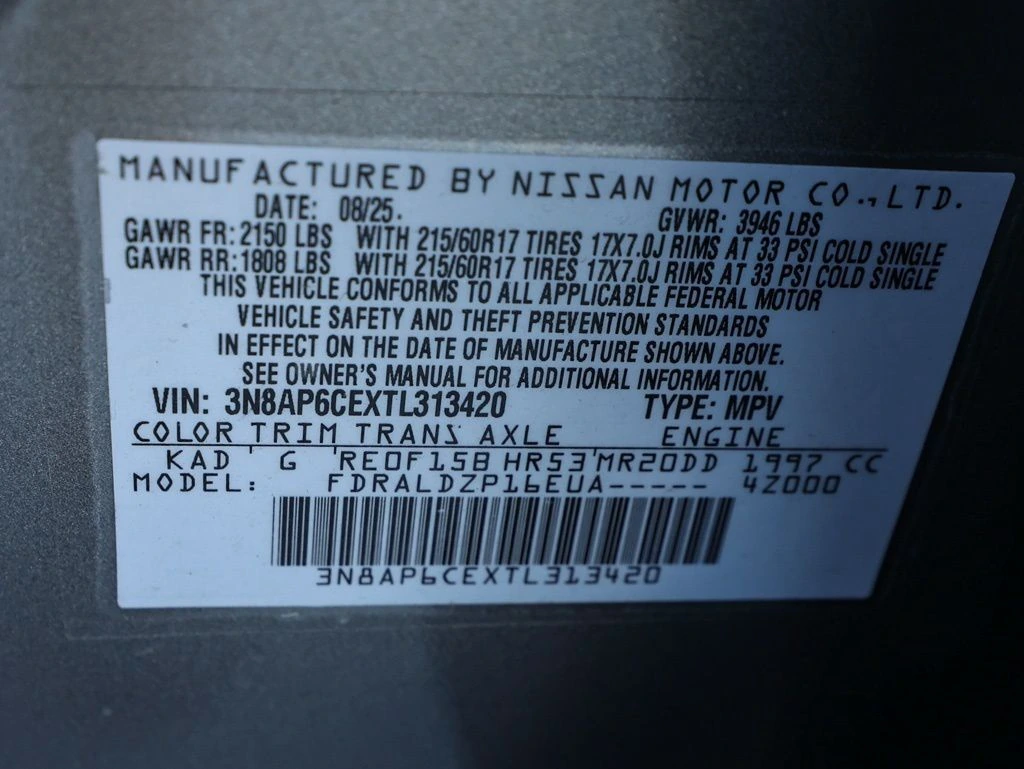 MANUFACTURED BY NISSAN MOTOR CO., LTD.
DATE: 08/25. GVWR: 3946 LBS
GAWR FR: 2150 LBS WITH 215/60R17 TIRES 17X7.0J RIMS AT 33 PSI COLD SINGLE
GAWR RR: 1808 LBS WITH 215/60R17 TIRES 17X7.0J RIMS AT 33 PSI COLD SINGLE
THIS VEHICLE CONFORMS TO ALL APPLICABLE FEDERAL MOTOR
VEHICLE SAFETY AND THEFT PREVENTION STANDARDS
IN EFFECT ON THE DATE OF MANUFACTURE SHOWN ABOVE.
SEE OWNER'S MANUAL FOR ADDITIONAL INFORMATION.
VIN: 3N8AP6CEXTL313420 TYPE: MPV
COLOR TRIM TRANS AXLE ENGINE
KAD G RE0F15B HR53 MR20DD 1997 CC
MODEL: FDRALDZP16EUA----- 4Z000
3N8AP6CEXTL313420